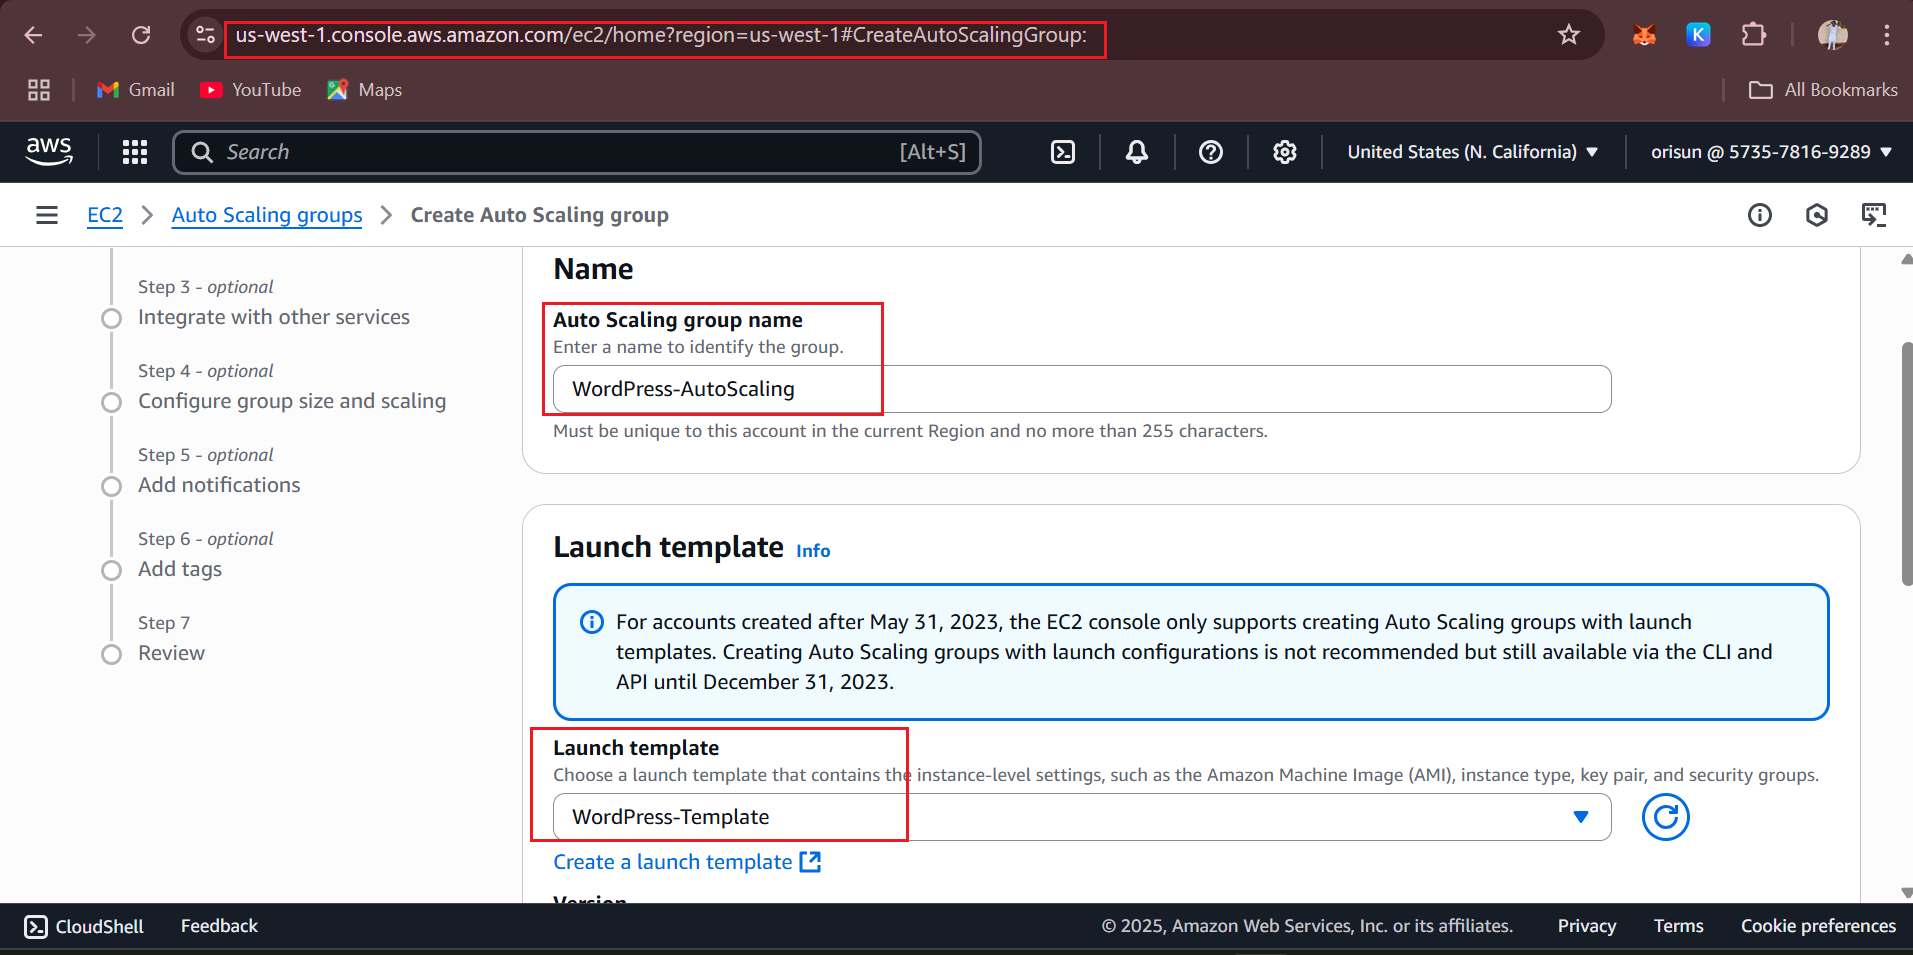 us-west-1.console.aws.amazon.com/ec2/home?region=us-west-1#CreateAutoScalingGroup:
K
Gmail
YouTube
Maps
All Bookmarks
aws
Search
[Alt+S]
United States (N. California)
orisun @ 5735-7816-9289
EC2
Auto Scaling groups
Create Auto Scaling group
Step 3 - optional
Integrate with other services
Step 4 - optional
Configure group size and scaling
Step 5 - optional
Add notifications
Step 6 - optional
Add tags
Step 7
Review
Name
Auto Scaling group name
Enter a name to identify the group.
WordPress-AutoScaling
Must be unique to this account in the current Region and no more than 255 characters.
Launch template Info
For accounts created after May 31, 2023, the EC2 console only supports creating Auto Scaling groups with launch
templates. Creating Auto Scaling groups with launch configurations is not recommended but still available via the CLI and
API until December 31, 2023.
Launch template
Choose a launch template that contains the instance-level settings, such as the Amazon Machine Image (AMI), instance type, key pair, and security groups.
WordPress-Template
Create a launch template
Version
CloudShell
Feedback
© 2025, Amazon Web Services, Inc. or its affiliates.
Privacy
Terms
Cookie preferences